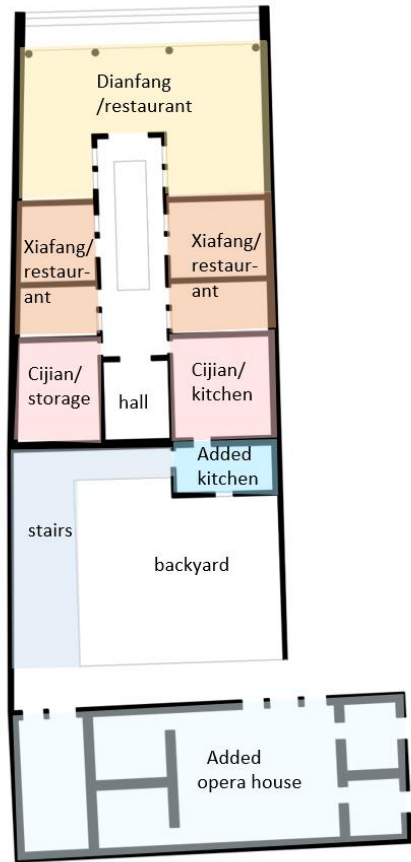 Dianfang
/restaurant
Xiafang/
restaur-
ant
Xiafang/
restaur-
ant
Cijian/
storage
hall
Cijian/
kitchen
Added
kitchen
stairs
backyard
Added
opera house